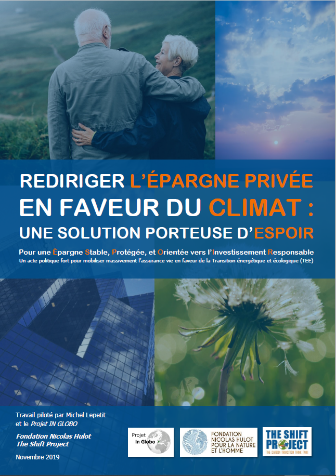 REDIRIGER L'ÉPARGNE PRIVÉE
EN FAVEUR DU CLIMAT :
UNE SOLUTION PORTEUSE D'ESPOIR
Pour une Épargne Stable, Protégée, et Orientée vers l'Investissement Responsable
Un acte politique fort pour mobiliser massivement l'assurance vie en faveur de la Transition énergétique et écologique (TEE)
Travail piloté par Michel Lepetit
et le Projet IN GLOBO
Fondation Nicolas Hulot
The Shift Project
Novembre 2019
Projet
In Globo
FONDATION
NICOLAS HULOT
POUR LA NATURE
ET L'HOMME
THE SHIFT
PROJECT